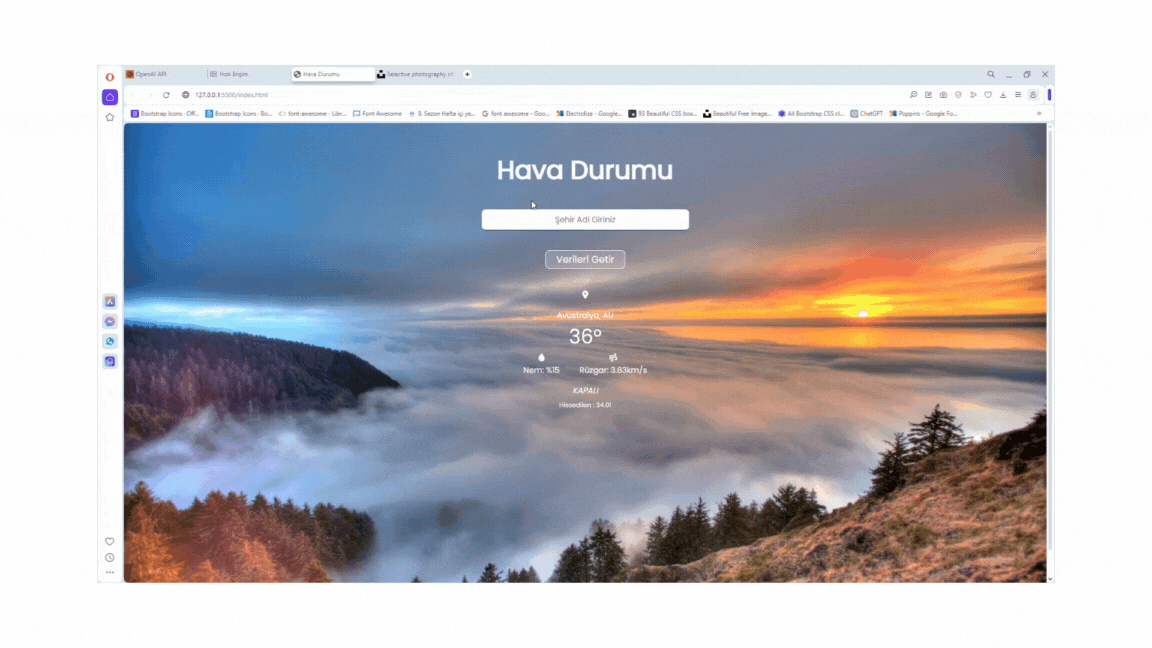 OpenAI API
Hızlı Erişim
Hava Durumu
Selective photography of
127.0.0.1:5500/index.html
Bootstrap Icons · Off...
Bootstrap Icons · Bo...
font-awesome - Libr...
Font Awesome
9. Sezon Hafta içi ye...
font awesome - Goo...
Electrolize - Google...
93 Beautiful CSS box...
Beautiful Free Image...
All Bootstrap CSS cl...
ChatGPT
Poppins - Google Fo...
Hava Durumu
Şehir Adi Giriniz
Verileri Getir
Avustralya, AU
36°
Nem: %15
Rüzgar: 3.83km/s
KAPALI
Hissedilen : 34.01